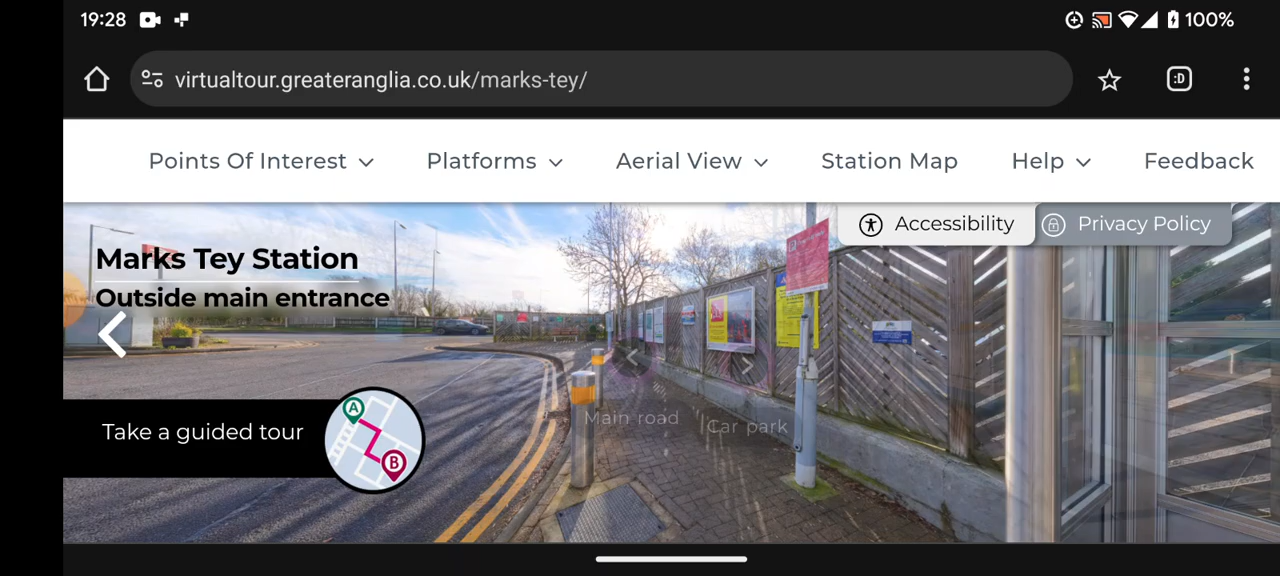 19:28
100%
virtualtour.greateranglia.co.uk/marks-tey/
:D
Points Of Interest
Platforms
Aerial View
Station Map
Help
Feedback
Accessibility
Privacy Policy
Marks Tey Station
Outside main entrance
Main road
Car park
Take a guided tour
A
B